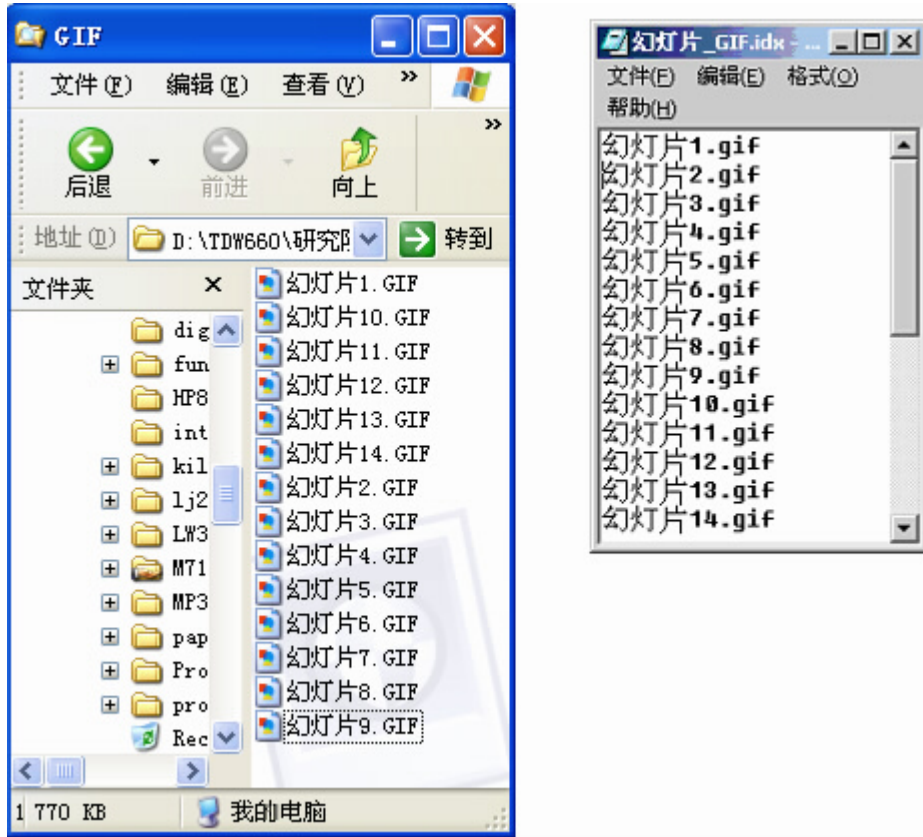 GIF
文件(F) 编辑(E) 查看(V) »
»
后退 前进 向上
地址(D) D:\TDW660\研究 转到
文件夹 ×
dig
fun
HP8
int
kil
lj2
LW3
M71
MP3
pap
Pro
pro
Rec
幻灯片1.GIF
幻灯片10.GIF
幻灯片11.GIF
幻灯片12.GIF
幻灯片13.GIF
幻灯片14.GIF
幻灯片2.GIF
幻灯片3.GIF
幻灯片4.GIF
幻灯片5.GIF
幻灯片6.GIF
幻灯片7.GIF
幻灯片8.GIF
幻灯片9.GIF
1 770 KB 我的电脑
幻灯片_GIF.idx - ...
文件(F) 编辑(E) 格式(O)
帮助(H)
幻灯片1.gif
幻灯片2.gif
幻灯片3.gif
幻灯片4.gif
幻灯片5.gif
幻灯片6.gif
幻灯片7.gif
幻灯片8.gif
幻灯片9.gif
幻灯片10.gif
幻灯片11.gif
幻灯片12.gif
幻灯片13.gif
幻灯片14.gif